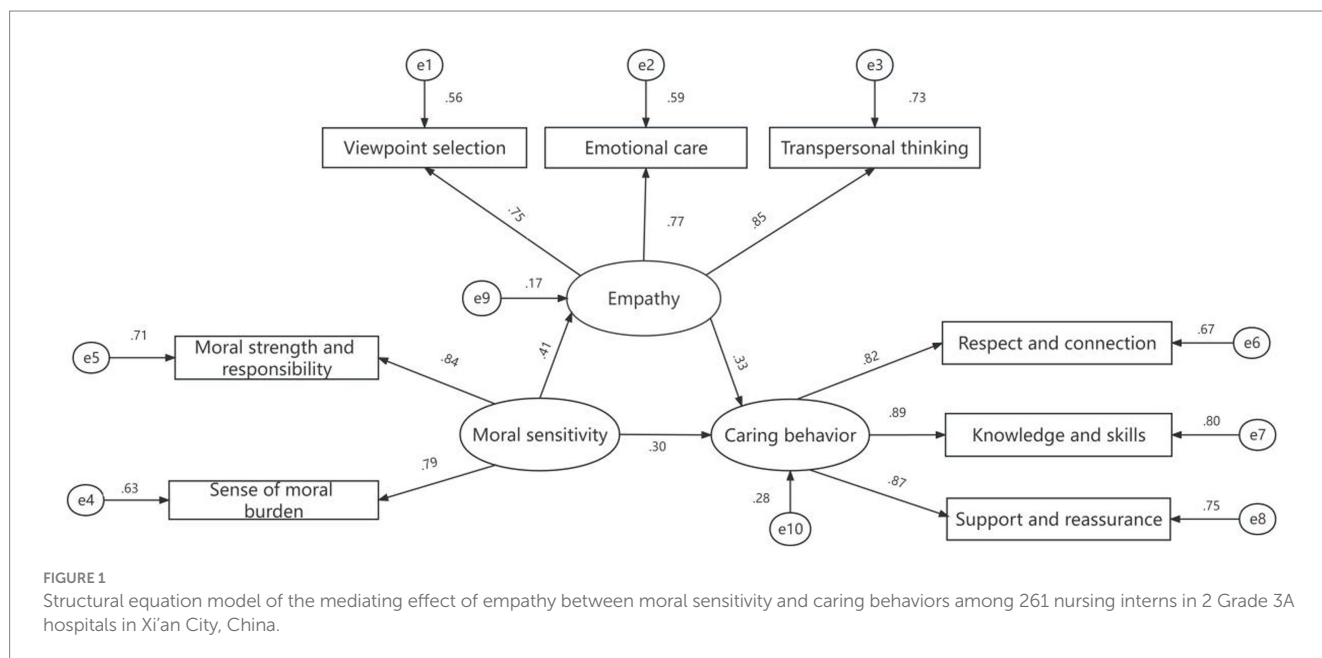 e1
e2
e3
.56
.59
.73
Viewpoint selection
Emotional care
Transpersonal thinking
.75
.77
.85
e9
.17
Empathy
e5
.71
Moral strength and
responsibility
.84
.41
.33
Respect and connection
.67
e6
.82
Moral sensitivity
.30
Caring behavior
.89
Knowledge and skills
.80
e7
e4
.63
Sense of moral
burden
.79
.28
e10
.87
Support and reassurance
.75
e8
FIGURE 1
Structural equation model of the mediating effect of empathy between moral sensitivity and caring behaviors among 261 nursing interns in 2 Grade 3A
hospitals in Xi'an City, China.